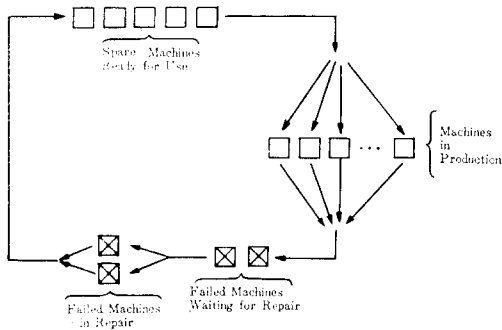 Spare Machines
Ready for Use
Machines
in
Production
Failed Machines
Waiting for Repair
Failed Machines
in Repair